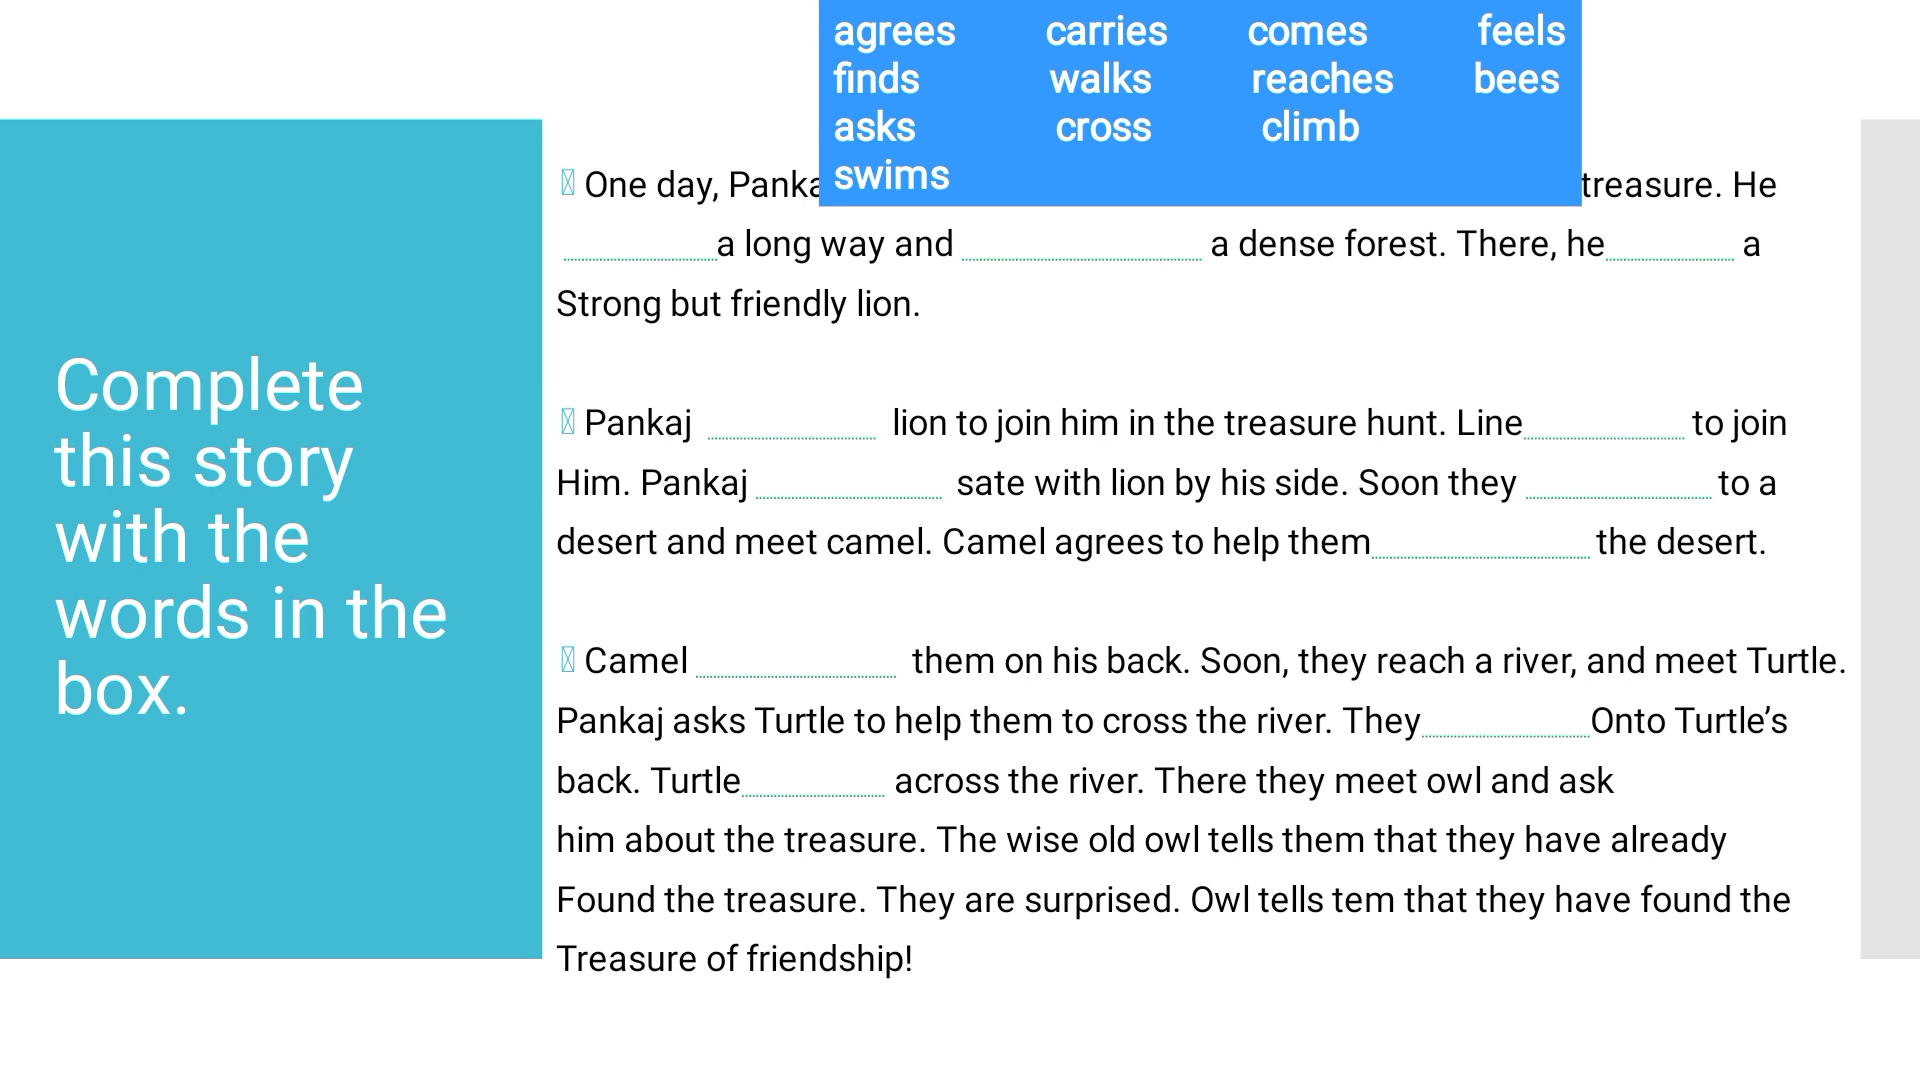 agrees carries comes feels
finds walks reaches bees
asks cross climb
swims
Complete
this story
with the
words in the
box.
One day, treasure. He
a long way and a dense forest. There, he a
Strong but friendly lion.
Pankaj lion to join him in the treasure hunt. Line to join
Him. Pankaj sate with lion by his side. Soon they to a
desert and meet camel. Camel agrees to help them the desert.
Camel them on his back. Soon, they reach a river, and meet Turtle.
Pankaj asks Turtle to help them to cross the river. They Onto Turtle’s
back. Turtle across the river. There they meet owl and ask
him about the treasure. The wise old owl tells them that they have already
Found the treasure. They are surprised. Owl tells tem that they have found the
Treasure of friendship!